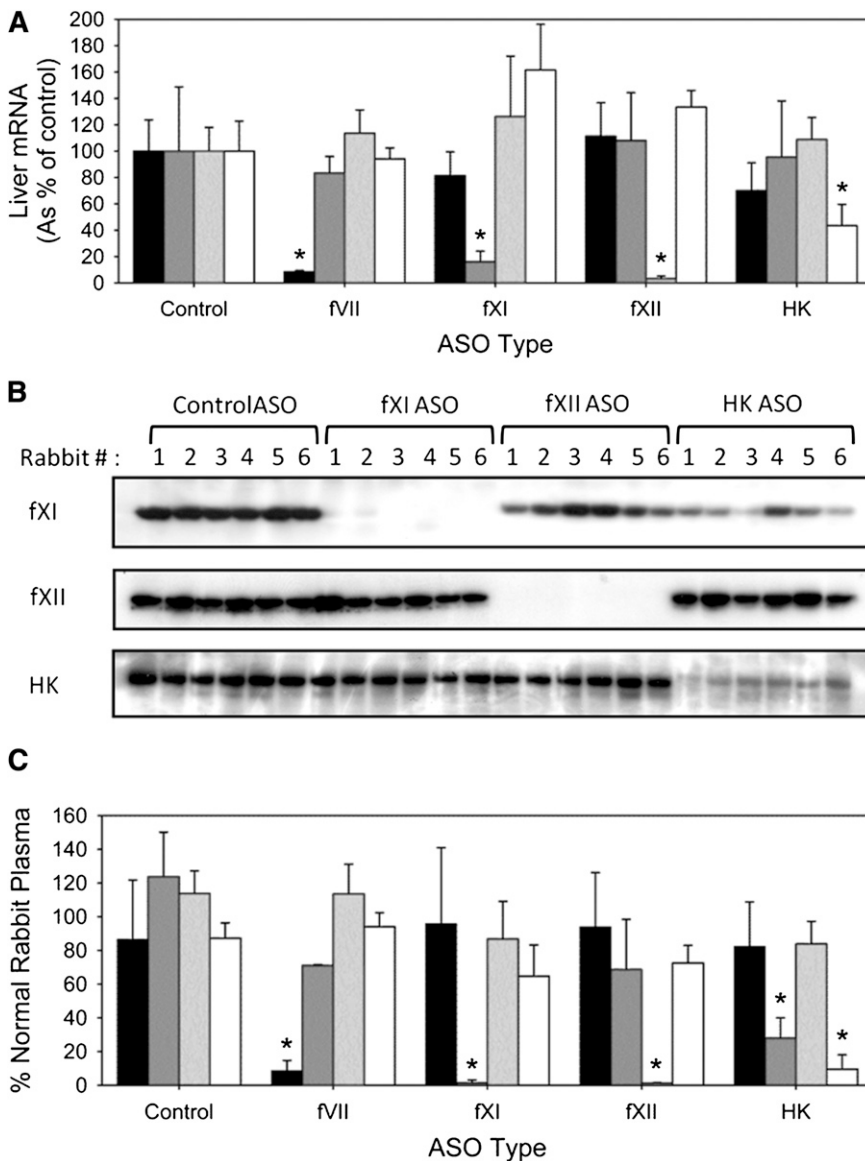 A
Liver mRNA
(As % of control)
200
180
160
140
120
100
80
60
40
20
0
* * * *
Control fVII fXI fXII HK
ASO Type
B
ControlASO fXI ASO fXII ASO HK ASO
Rabbit # : 1 2 3 4 5 6 1 2 3 4 5 6 1 2 3 4 5 6 1 2 3 4 5 6
fXI
fXII
HK
C
% Normal Rabbit Plasma
160
140
120
100
80
60
40
20
0
* * * * *
Control fVII fXI fXII HK
ASO Type